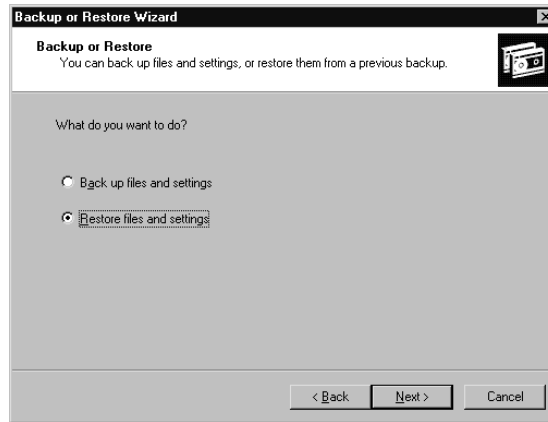 Backup or Restore Wizard
Backup or Restore
You can back up files and settings, or restore them from a previous backup.
What do you want to do?
Back up files and settings
Restore files and settings
< Back
Next >
Cancel